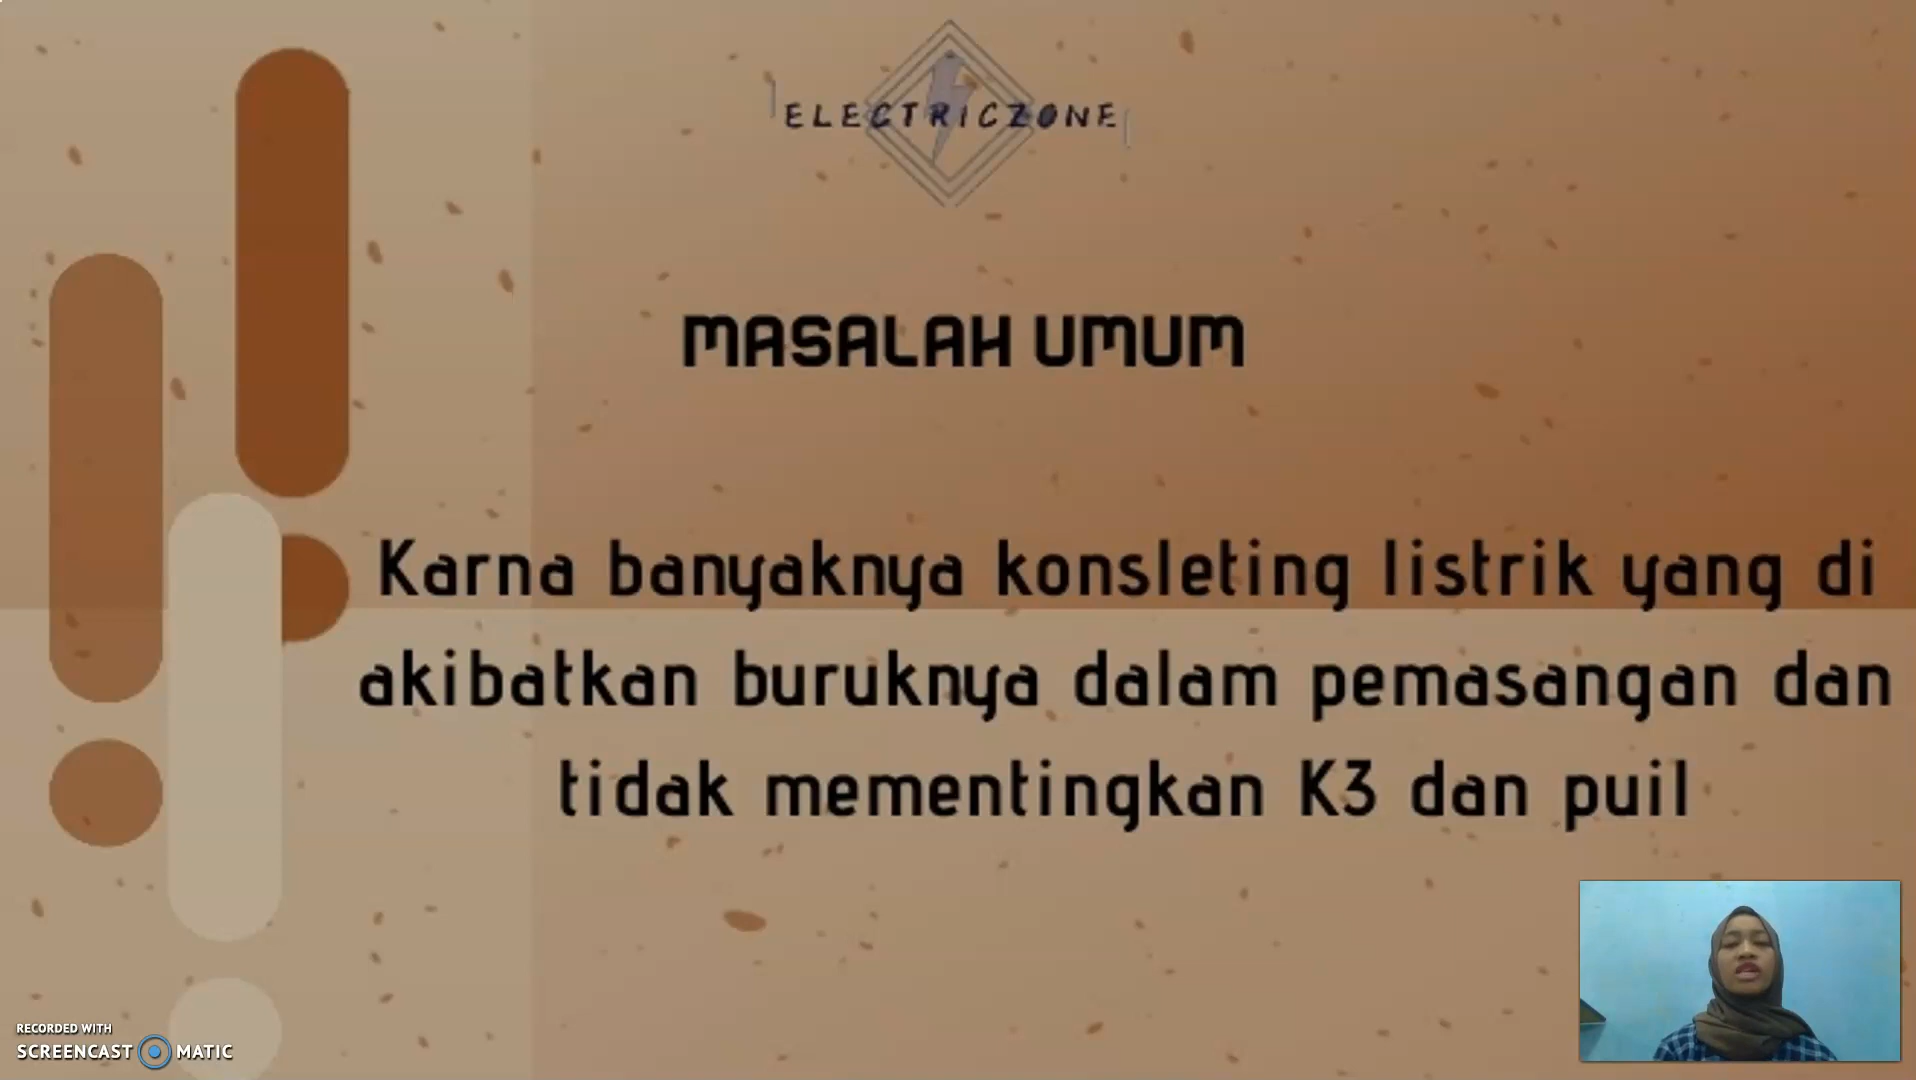 ELECTRICZONE
MASALAH UMUM
Karna banyaknya konsleting listrik yang di
akibatkan buruknya dalam pemasangan dan
tidak mementingkan K3 dan puil
RECORDED WITH
SCREENCAST MATIC